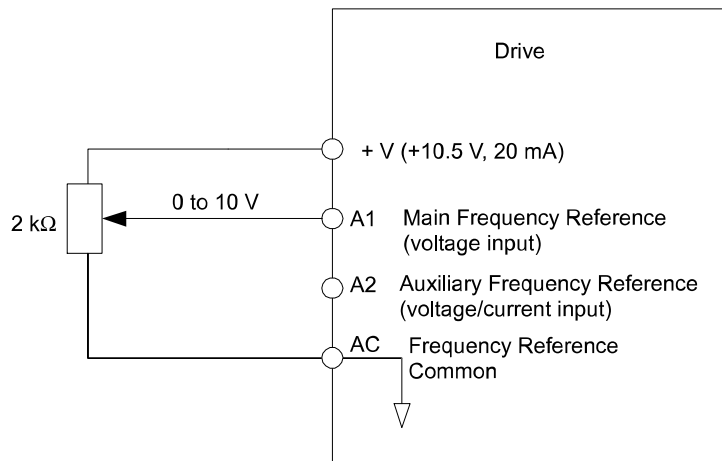 Drive
+ V (+10.5 V, 20 mA)
0 to 10 V
2 kΩ
A1 Main Frequency Reference
(voltage input)
A2 Auxiliary Frequency Reference
(voltage/current input)
AC Frequency Reference
Common